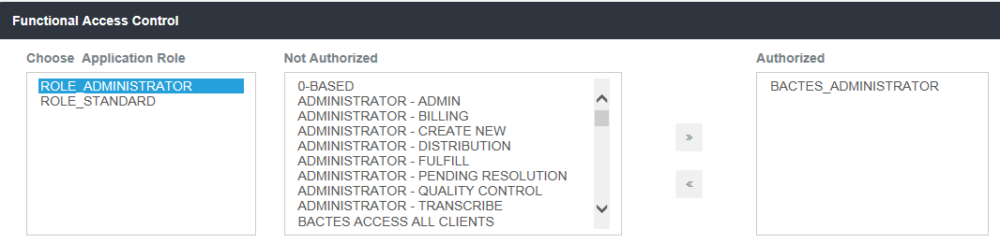 Functional Access Control
Choose Application Role
ROLE_ADMINISTRATOR
ROLE_STANDARD
Not Authorized
0-BASED
ADMINISTRATOR - ADMIN
ADMINISTRATOR - BILLING
ADMINISTRATOR - CREATE NEW
ADMINISTRATOR - DISTRIBUTION
ADMINISTRATOR - FULFILL
ADMINISTRATOR - PENDING RESOLUTION
ADMINISTRATOR - QUALITY CONTROL
ADMINISTRATOR - TRANSCRIBE
BACTES ACCESS ALL CLIENTS
»
«
Authorized
BACTES_ADMINISTRATOR